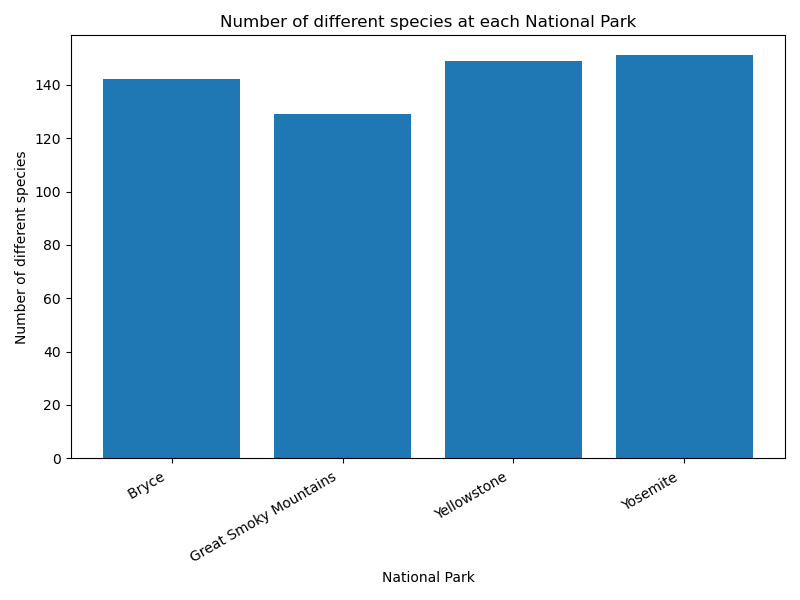 Number of different species at each National Park
Number of different species
140
120
100
80
60
40
20
0
Bryce
Great Smoky Mountains
Yellowstone
Yosemite
National Park